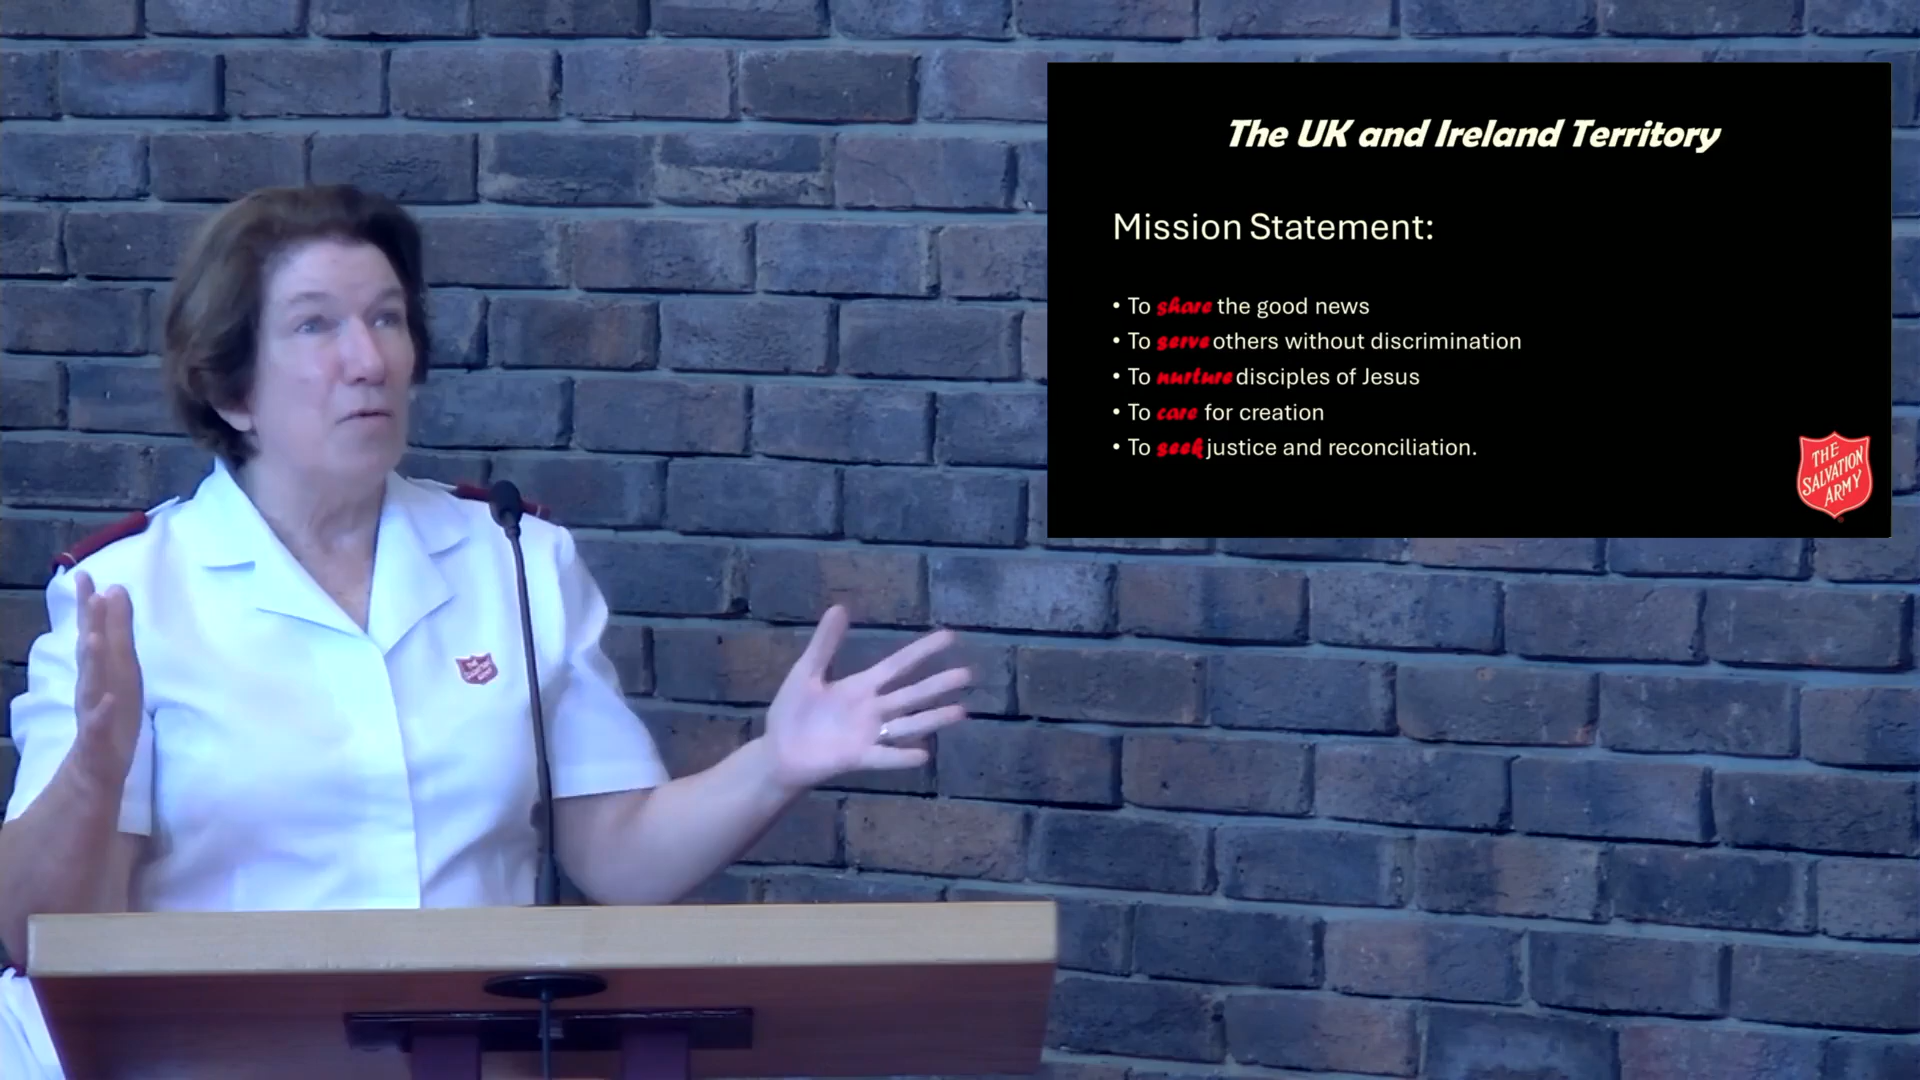 The UK and Ireland Territory
Mission Statement:
• To share the good news
• To serve others without discrimination
• To nurture disciples of Jesus
• To care for creation
• To seek justice and reconciliation.
THE
SALVATION
ARMY